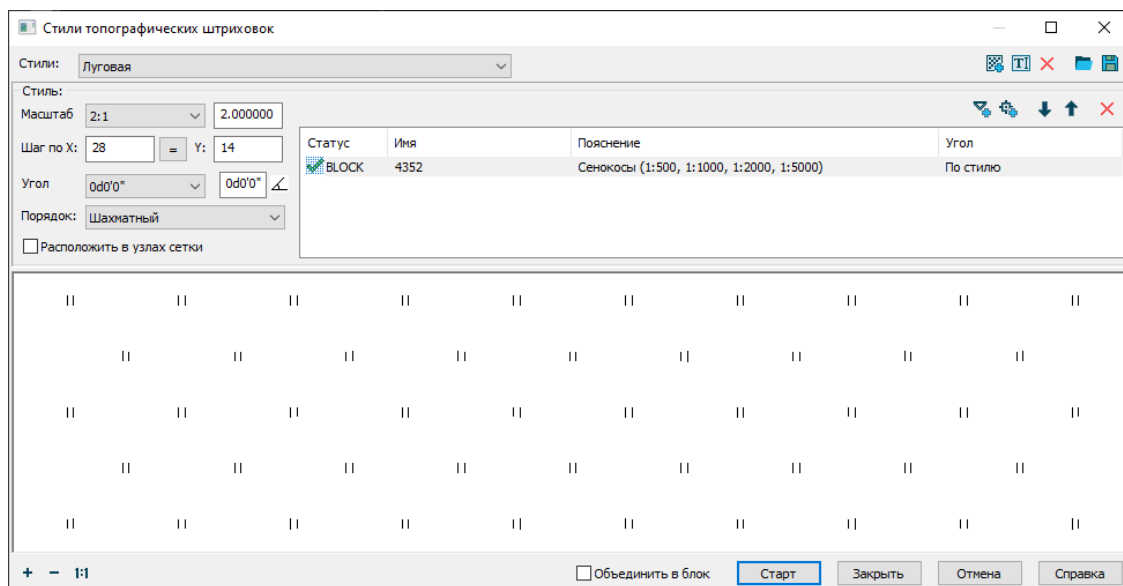 Стили топографических штриховок
Стили: Луговая
Стиль:
Масштаб 2:1 2.000000
Шаг по X: 28 = Y: 14
Угол 0d0'0" 0d0'0"
Порядок: Шахматный
Расположить в узлах сетки
Статус Имя Пояснение Угол
BLOCK 4352 Сенокосы (1:500, 1:1000, 1:2000, 1:5000) По стилю
+ − 1:1 Объединить в блок Старт Закрыть Отмена Справка